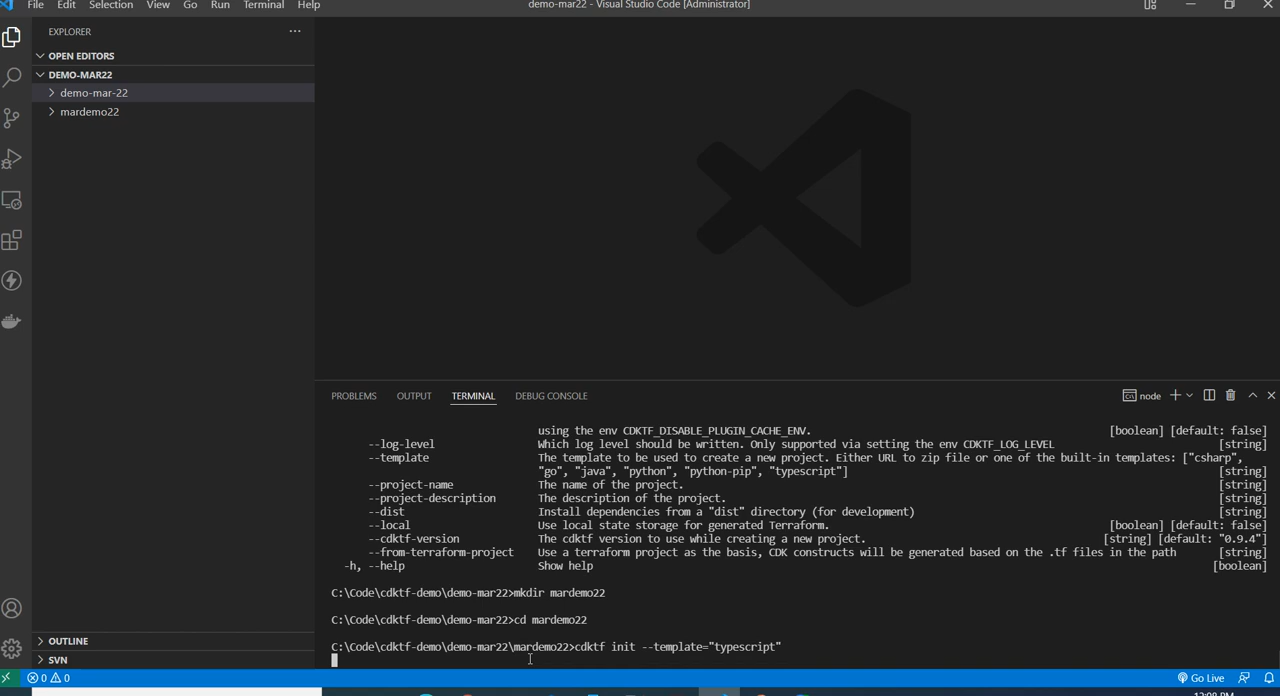 File Edit Selection View Go Run Terminal Help
demo-mar22 - Visual Studio Code [Administrator]
EXPLORER
OPEN EDITORS
DEMO-MAR22
demo-mar-22
mardemo22
OUTLINE
SVN
PROBLEMS OUTPUT TERMINAL DEBUG CONSOLE
node
using the env CDKTF_DISABLE_PLUGIN_CACHE_ENV. [boolean] [default: false]
--log-level Which log level should be written. Only supported via setting the env CDKTF_LOG_LEVEL [string]
--template The template to be used to create a new project. Either URL to zip file or one of the built-in templates: ["csharp",
"go", "java", "python", "python-pip", "typescript"] [string]
--project-name The name of the project. [string]
--project-description The description of the project. [string]
--dist Install dependencies from a "dist" directory (for development) [string]
--local Use local state storage for generated Terraform. [boolean] [default: false]
--cdktf-version The cdktf version to use while creating a new project. [string] [default: "0.9.4"]
--from-terraform-project Use a terraform project as the basis, CDK constructs will be generated based on the .tf files in the path [string]
-h, --help Show help [boolean]
C:\Code\cdktf-demo\demo-mar22>mkdir mardemo22
C:\Code\cdktf-demo\demo-mar22>cd mardemo22
C:\Code\cdktf-demo\demo-mar22\mardemo22>cdktf init --template="typescript"
0 0
Go Live
12:08 PM